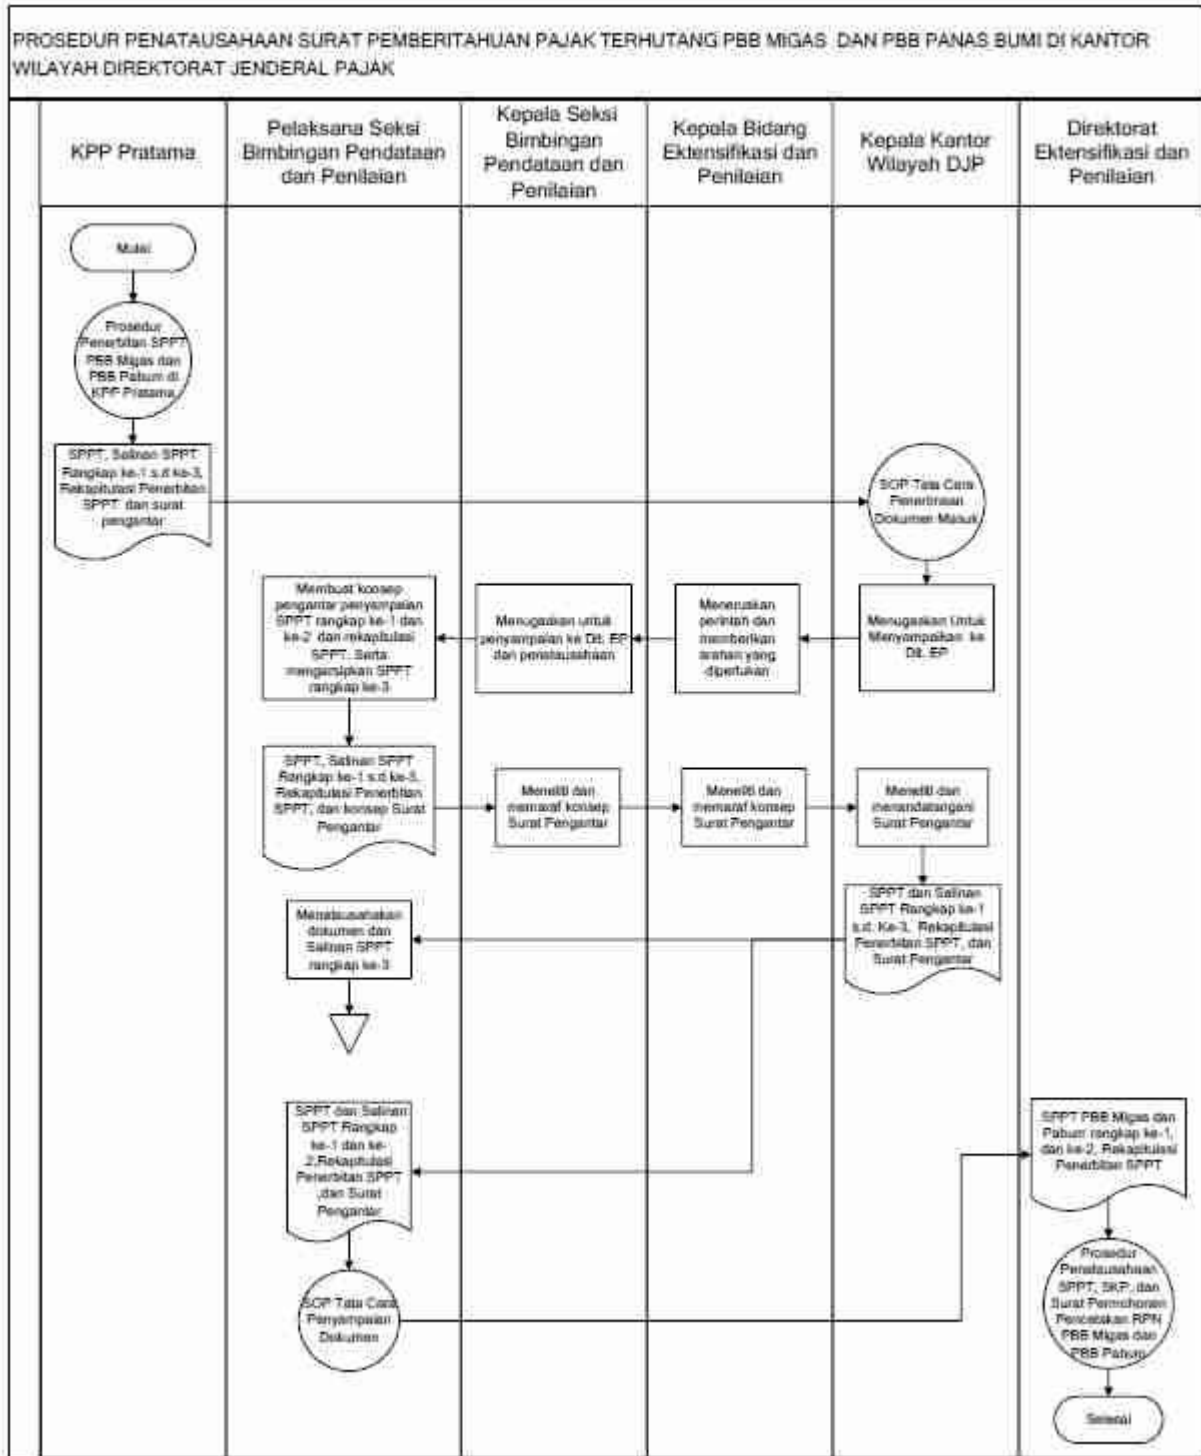 PROSEDUR PENATAUSAHAAN SURAT PEMBERITAHUAN PAJAK TERHUTANG PBB MIGAS DAN PBB PANAS BUMI DI KANTOR
WILAYAH DIREKTORAT JENDERAL PAJAK
KPP Pratama
Pelaksana Seksi
Bimbingan Pendataan
dan Penilaian
Kepala Seksi
Bimbingan
Pendataan dan
Penilaian
Kepala Bidang
Ektensifikasi dan
Penilaian
Kepala Kantor
Wilayah DJP
Direktorat
Ektensifikasi dan
Penilaian
Mulai
Prosedur
Penerbitan SPPT
PBB Migas dan
PBB Pabum di
KPP Pratama
SPPT, Salinan SPPT
Rangkap ke-1 s.d ke-3,
Rekapitulasi Penerbitan
SPPT dan surat
pengantar
SOP Tata Cara
Penerimaan
Dokumen Masuk
Membuat konsep
pengantar penyampaian
SPPT rangkap ke-1 dan
ke-2 dan rekapitulasi
SPPT. Serta
mengarsipkan SPPT
rangkap ke-3
Menugaskan untuk
penyampaian ke Dit. EP
dan penatausahaan
Meneruskan
perintah dan
memberikan
arahan yang
diperlukan
Menugaskan Untuk
Menyampaikan ke
Dit. EP
SPPT, Salinan SPPT
Rangkap ke-1 s.d ke-3,
Rekapitulasi Penerbitan
SPPT, dan konsep Surat
Pengantar
Meneliti dan
memaraf konsep
Surat Pengantar
Meneliti dan
memaraf konsep
Surat Pengantar
Meneliti dan
menandatangani
Surat Pengantar
SPPT dan Salinan
SPPT Rangkap ke-1
s.d. Ke-3, Rekapitulasi
Penerbitan SPPT, dan
Surat Pengantar
Menatausahakan
dokumen dan
Salinan SPPT
rangkap ke-3
SPPT dan Salinan
SPPT Rangkap
ke-1 dan ke-
2,Rekapitulasi
Penerbitan SPPT
,dan Surat
Pengantar
SPPT PBB Migas dan
Pabum rangkap ke-1,
dan ke-2, Rekapitulasi
Penerbitan SPPT
SOP Tata Cara
Penyampaian
Dokumen
Prosedur
Penatausahaan
SPPT, SKP, dan
Surat Permohonan
Pencetakan RPN
PBB Migas dan
PBB Pabum
Selesai